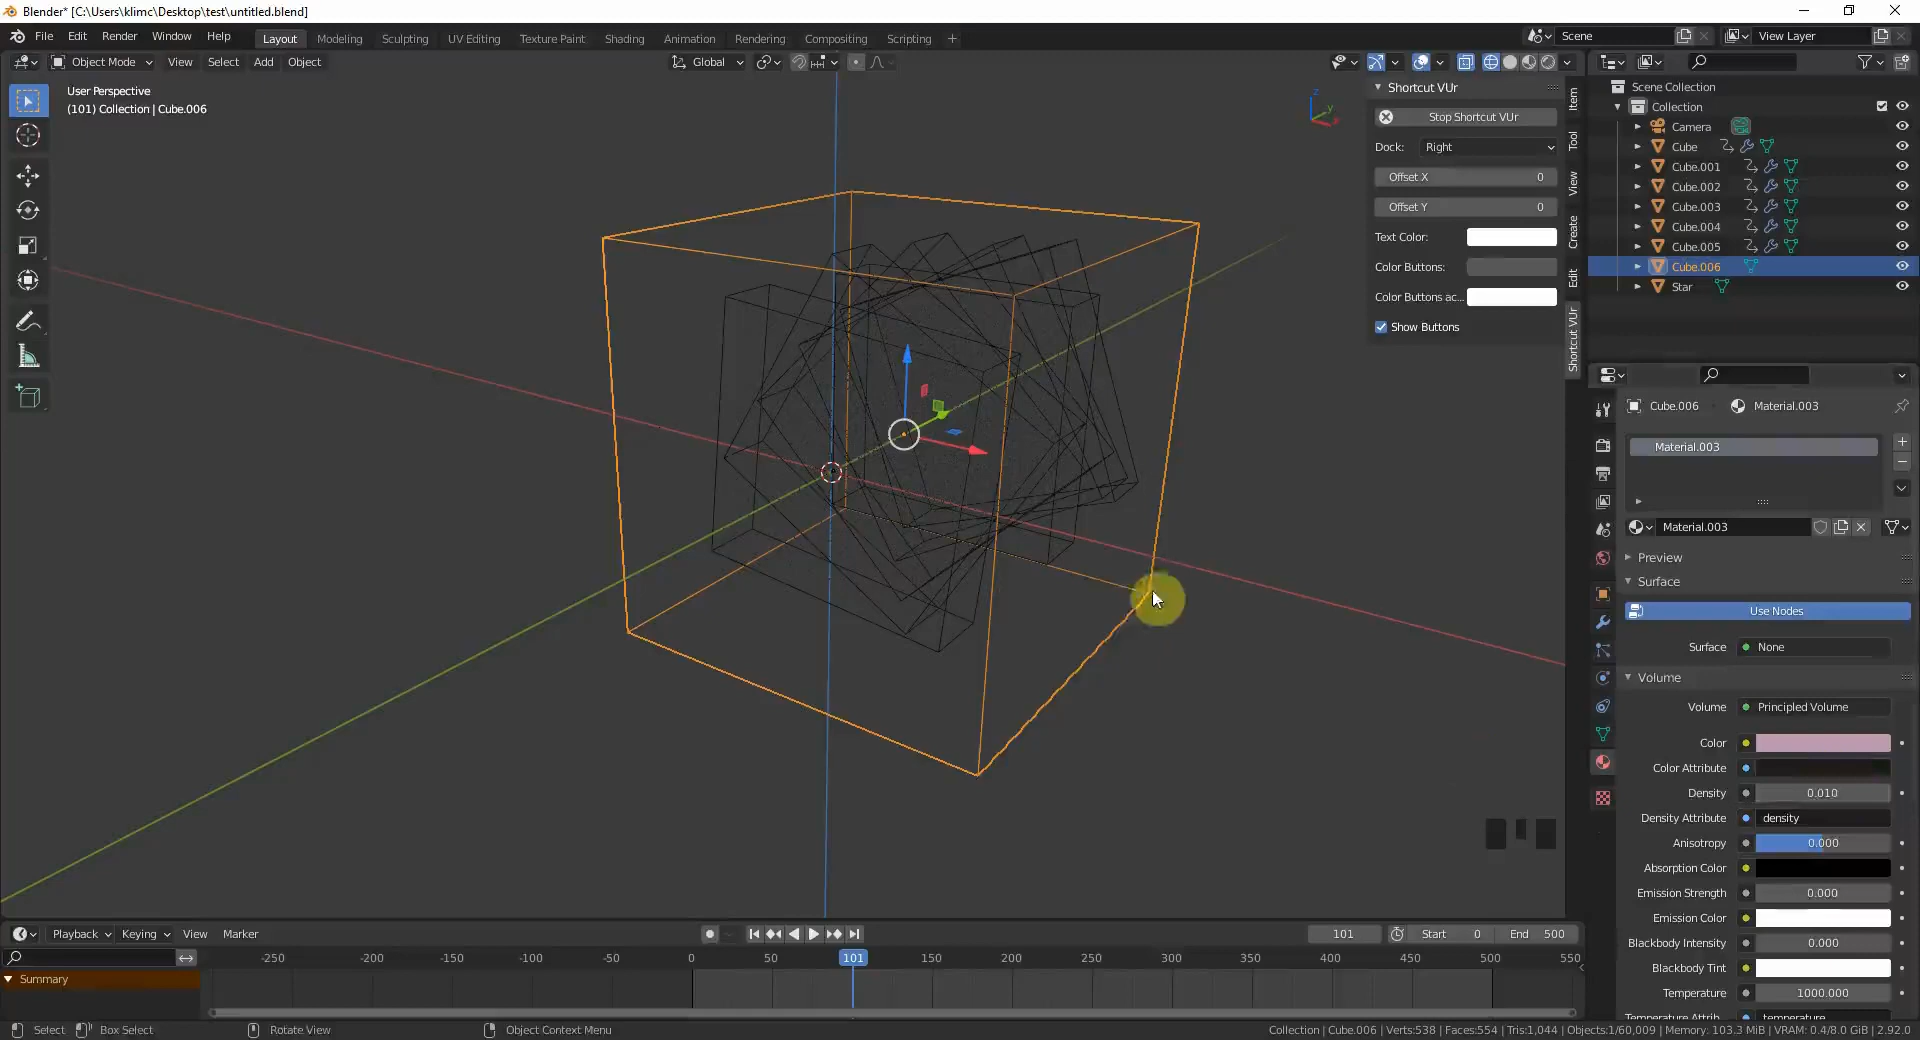 Blender* [C:\Users\klimc\Desktop\test\untitled.blend]
File Edit Render Window Help
Layout Modeling Sculpting UV Editing Texture Paint Shading Animation Rendering Compositing Scripting +
Scene
View Layer
Object Mode View Select Add Object
Global
User Perspective
(101) Collection | Cube.006
Z
Y
Shortcut VUr
Stop Shortcut VUr
Dock: Right
Offset X 0
Offset Y 0
Text Color:
Color Buttons:
Color Buttons ac...
Show Buttons
Item
Tool
View
Create
Edit
Shortcut VUr
Scene Collection
Collection
Camera
Cube
Cube.001
Cube.002
Cube.003
Cube.004
Cube.005
Cube.006
Star
Cube.006 Material.003
Material.003
Material.003
Preview
Surface
Use Nodes
Surface None
Volume
Volume Principled Volume
Color
Color Attribute
Density 0.010
Density Attribute density
Anisotropy 0.000
Absorption Color
Emission Strength 0.000
Emission Color
Blackbody Intensity 0.000
Blackbody Tint
Temperature 1000.000
Temperature Attrib.. temperature
Playback Keying View Marker
101 Start 0 End 500
-250 -200 -150 -100 -50 0 50 101 150 200 250 300 350 400 450 500 550
Summary
Select Box Select Rotate View Object Context Menu
Collection | Cube.006 | Verts:538 | Faces:554 | Tris:1,044 | Objects:1/60,009 | Memory: 103.3 MiB | VRAM: 0.4/8.0 GiB | 2.92.0